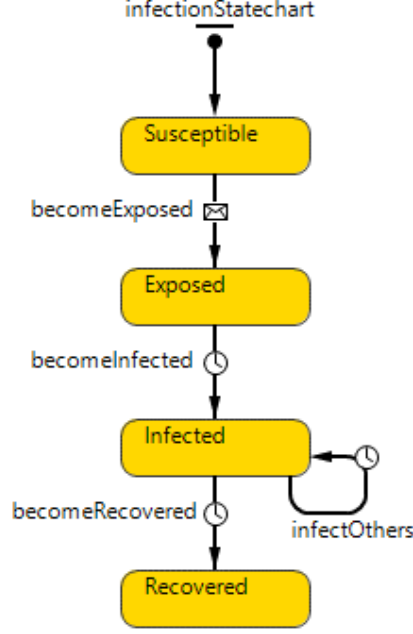 infectionStatechart
Susceptible
becomeExposed
Exposed
becomeInfected
Infected
becomeRecovered
infectOthers
Recovered